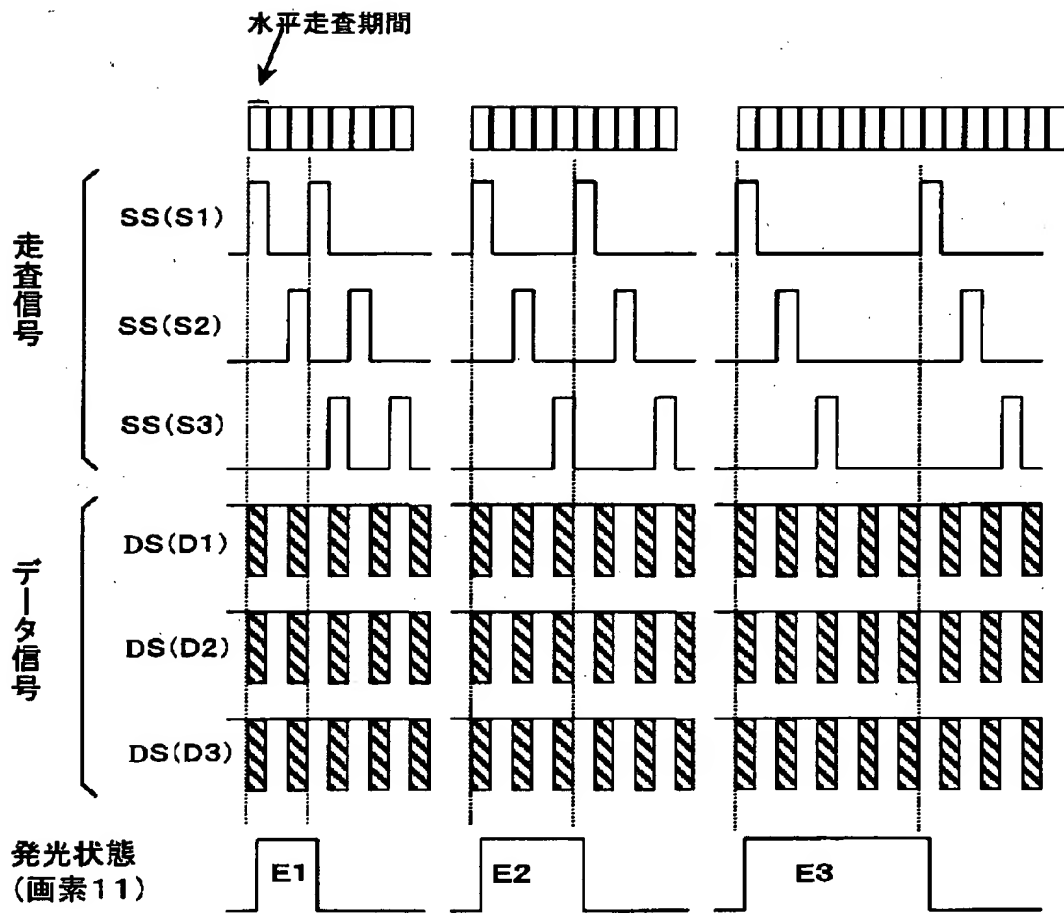 水平走査期間
走査信号
SS(S1)
SS(S2)
SS(S3)
データ信号
DS(D1)
DS(D2)
DS(D3)
発光状態
(画素11)
E1
E2
E3